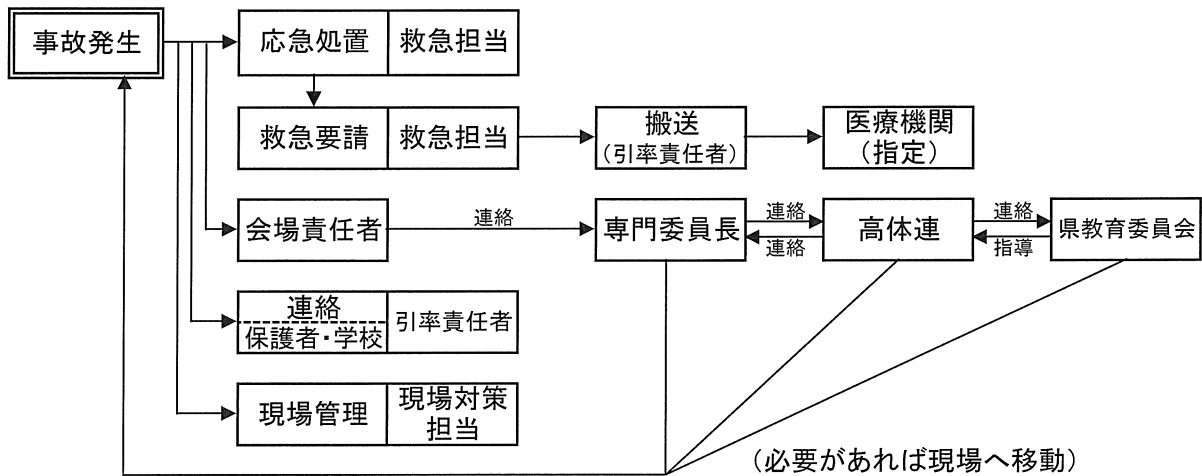 事故発生
応急処置 救急担当
救急要請 救急担当
搬送
(引率責任者)
医療機関
(指定)
会場責任者
連絡
専門委員長
連絡
連絡
高体連
連絡
指導
県教育委員会
連絡
保護者・学校
引率責任者
現場管理
現場対策
担当
(必要があれば現場へ移動)